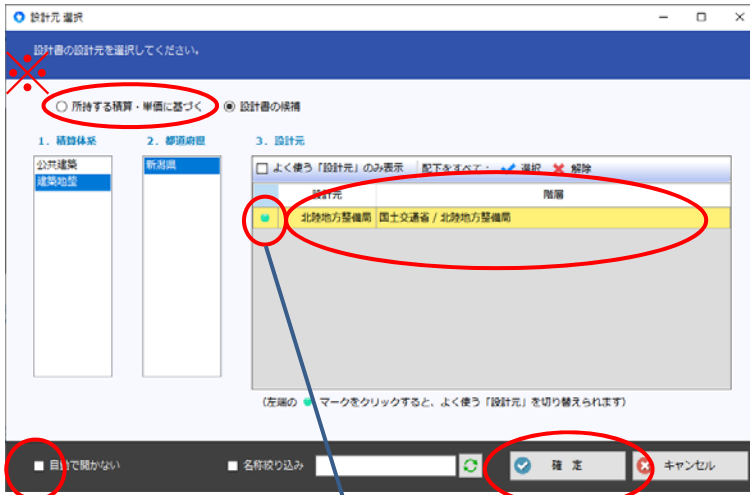 設計元 選択
設計書の設計元を選択してください。
※
所持する積算・単価に基づく 設計書の候補
1. 積算体系 2. 都道府県 3. 設計元
公共建築
建築地整
新潟県
よく使う「設計元」のみ表示 配下をすべて: 選択 解除
設計元 階層
北陸地方整備局 国土交通省 / 北陸地方整備局
(左端の マークをクリックすると、よく使う「設計元」を切り替えられます)
自動で開かない 名称絞り込み 確 定 キャンセル